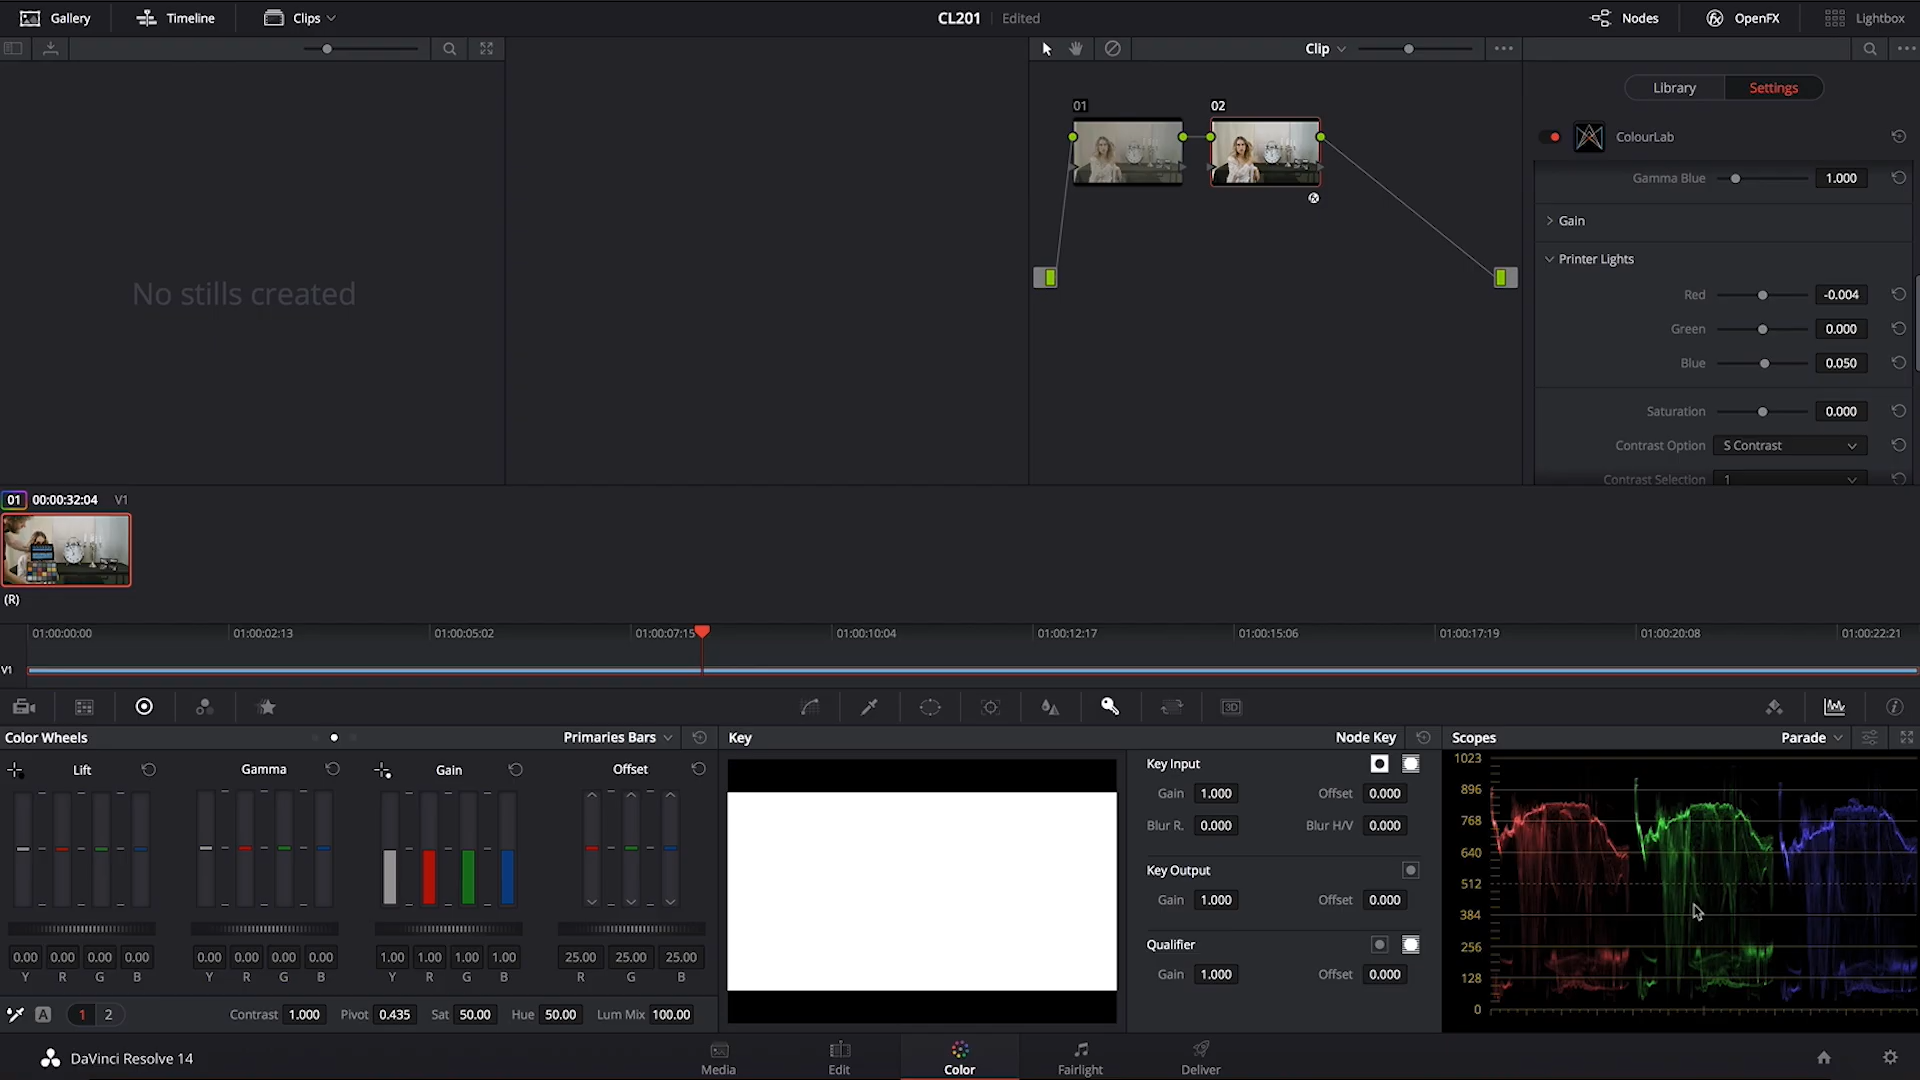 Gallery Timeline Clips CL201 Edited Nodes OpenFX Lightbox
Clip
Library Settings
01 02
ColourLab
Gamma Blue 1.000
Gain
Printer Lights
No stills created
Red -0.004
Green 0.000
Blue 0.050
Saturation 0.000
Contrast Option S Contrast
Contrast Selection 1
01 00:00:32:04 V1
(R)
01:00:00:00 01:00:02:13 01:00:05:02 01:00:07:15 01:00:10:04 01:00:12:17 01:00:15:06 01:00:17:19 01:00:20:08 01:00:22:21
V1
3D
Color Wheels Primaries Bars Key Node Key Scopes Parade
Lift Gamma Gain Offset
Key Input
Gain 1.000 Offset 0.000
Blur R. 0.000 Blur H/V 0.000
Key Output
Gain 1.000 Offset 0.000
Qualifier
Gain 1.000 Offset 0.000
1023
896
768
640
512
384
256
128
0
0.00 0.00 0.00 0.00 0.00 0.00 0.00 0.00 1.00 1.00 1.00 1.00 25.00 25.00 25.00
Y R G B Y R G B Y R G B R G B
A 1 2 Contrast 1.000 Pivot 0.435 Sat 50.00 Hue 50.00 Lum Mix 100.00
DaVinci Resolve 14 Media Edit Color Fairlight Deliver